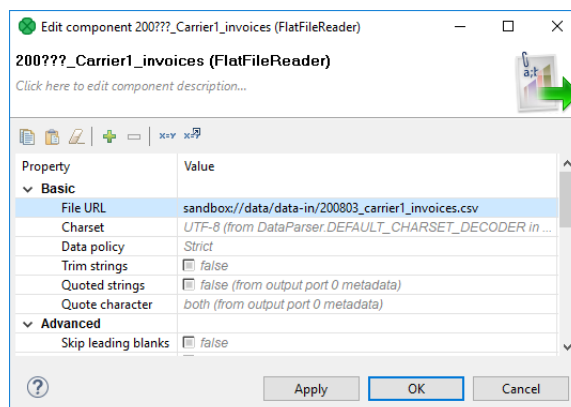 Edit component 200???_Carrier1_invoices (FlatFileReader)
200???_Carrier1_invoices (FlatFileReader)
Click here to edit component description...
a;t
x=y x=?
Property Value
Basic
File URL sandbox://data/data-in/200803_carrier1_invoices.csv
Charset UTF-8 (from DataParser.DEFAULT_CHARSET_DECODER in ...
Data policy Strict
Trim strings false
Quoted strings false (from output port 0 metadata)
Quote character both (from output port 0 metadata)
Advanced
Skip leading blanks false
? Apply OK Cancel